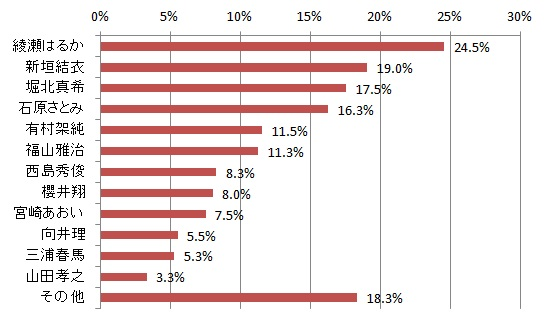 0% 5% 10% 15% 20% 25% 30%
綾瀬はるか 24.5%
新垣結衣 19.0%
堀北真希 17.5%
石原さとみ 16.3%
有村架純 11.5%
福山雅治 11.3%
西島秀俊 8.3%
櫻井翔 8.0%
宮崎あおい 7.5%
向井理 5.5%
三浦春馬 5.3%
山田孝之 3.3%
その他 18.3%